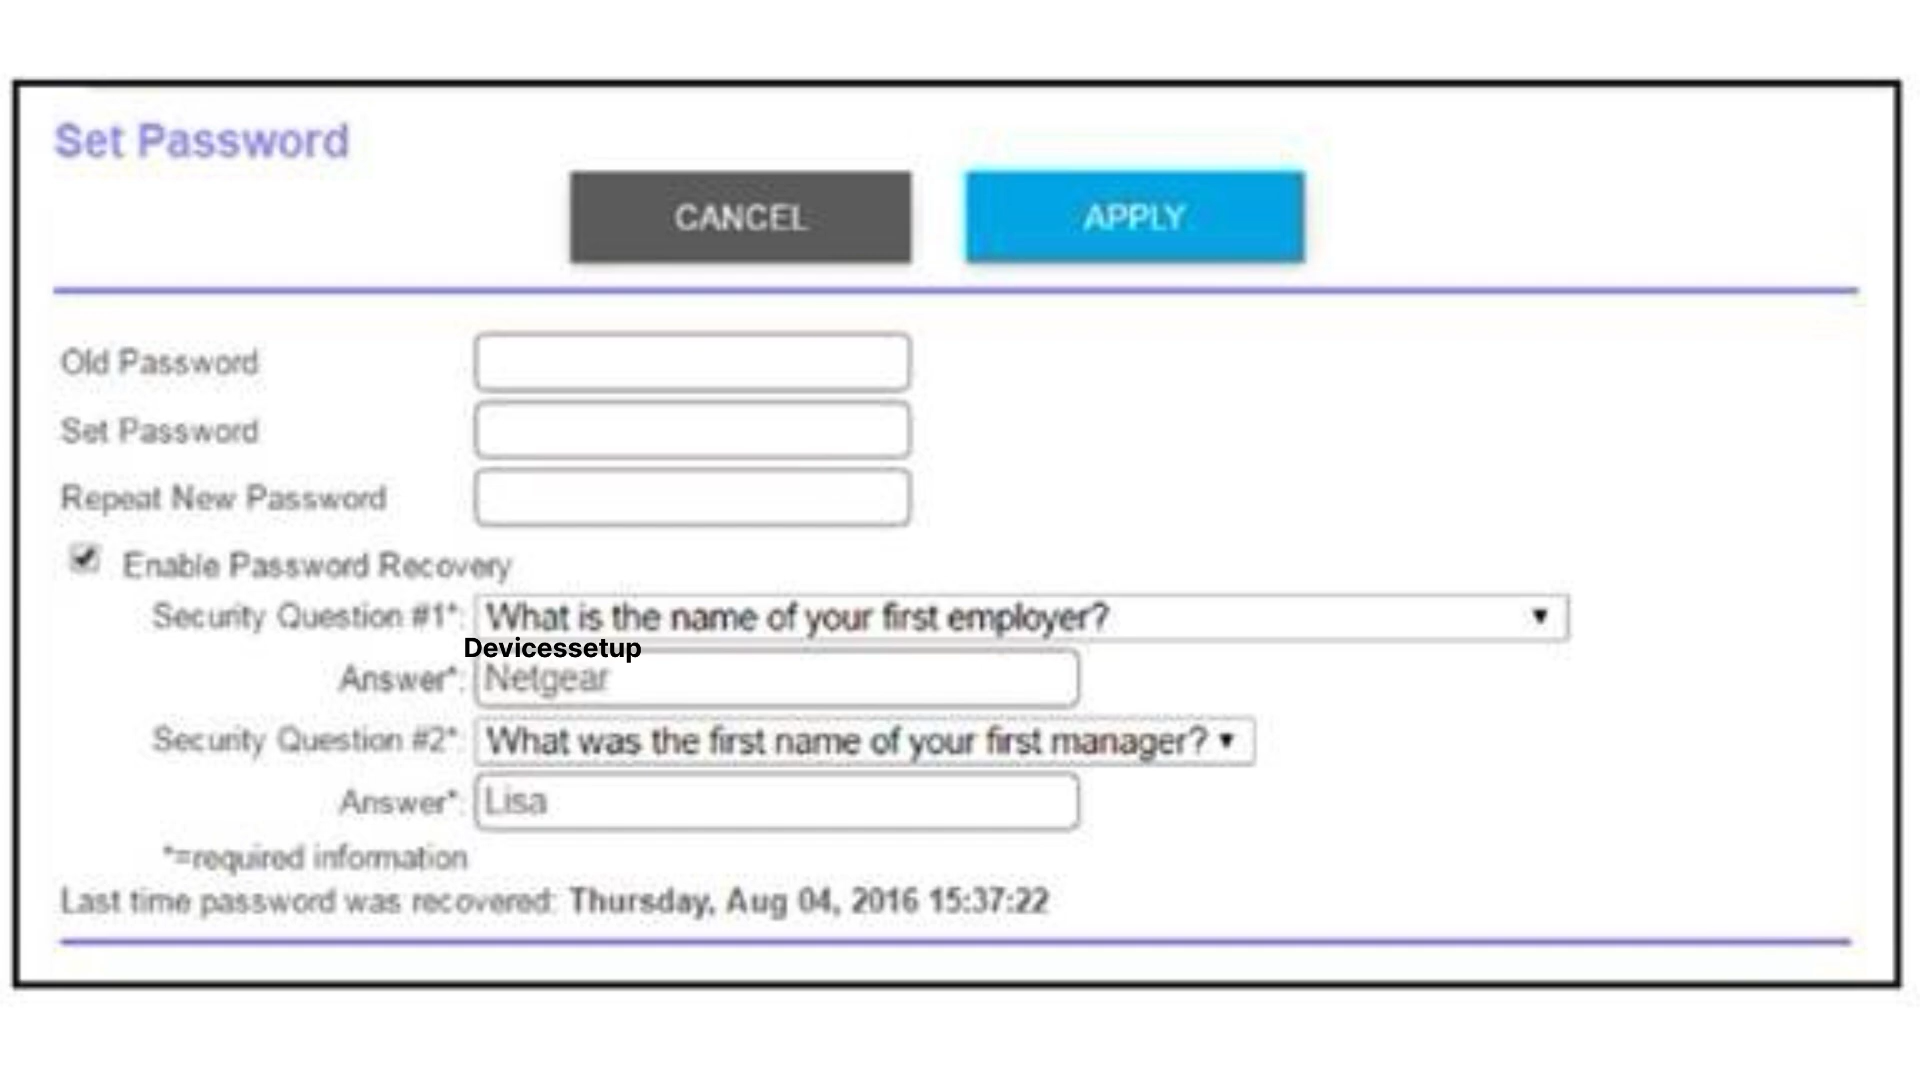 Set Password
CANCEL APPLY
Old Password
Set Password
Repeat New Password
Enable Password Recovery
Security Question #1*: What is the name of your first employer?
Devicessetup
Answer*: Netgear
Security Question #2*: What was the first name of your first manager?
Answer*: Lisa
*=required information
Last time password was recovered: Thursday, Aug 04, 2016 15:37:22